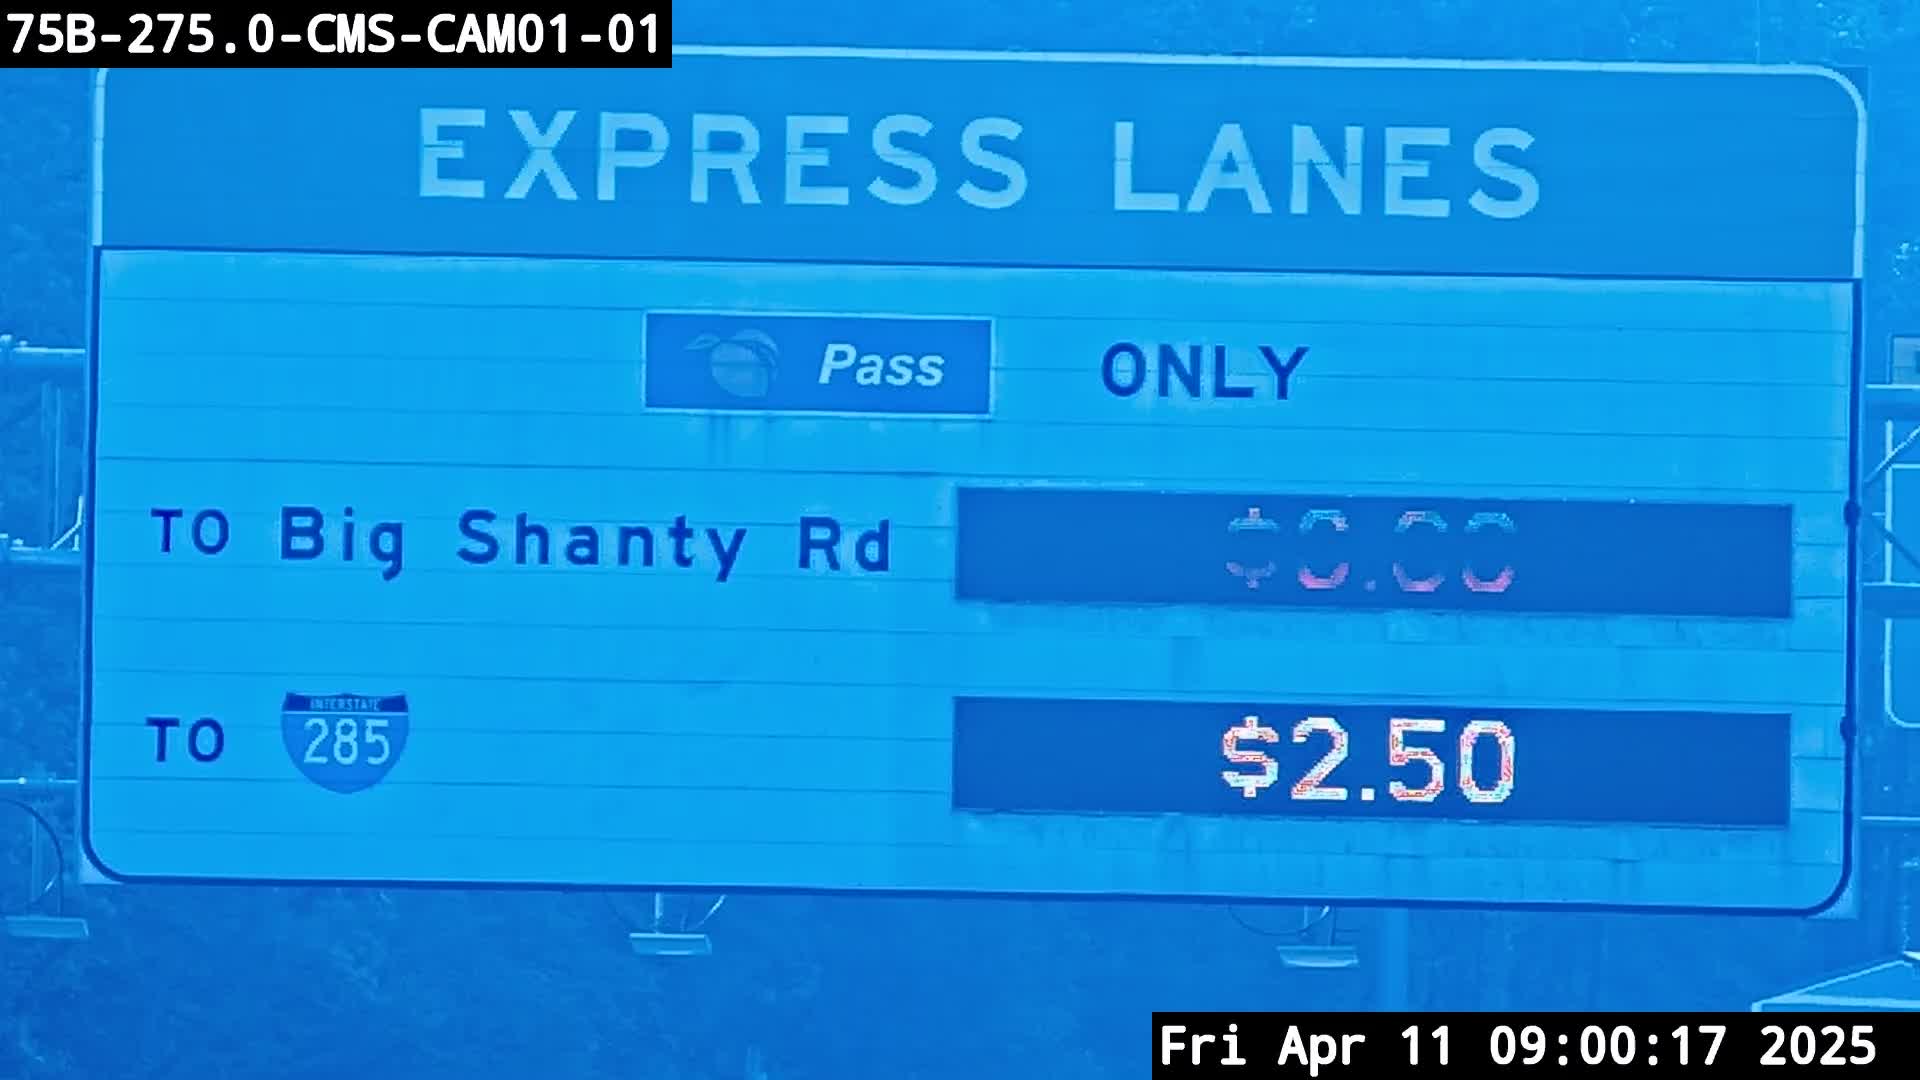 75B-275.0-CMS-CAM01-01
EXPRESS LANES
Pass ONLY
TO Big Shanty Rd
TO INTERSTATE 285 $2.50
Fri Apr 11 09:00:17 2025